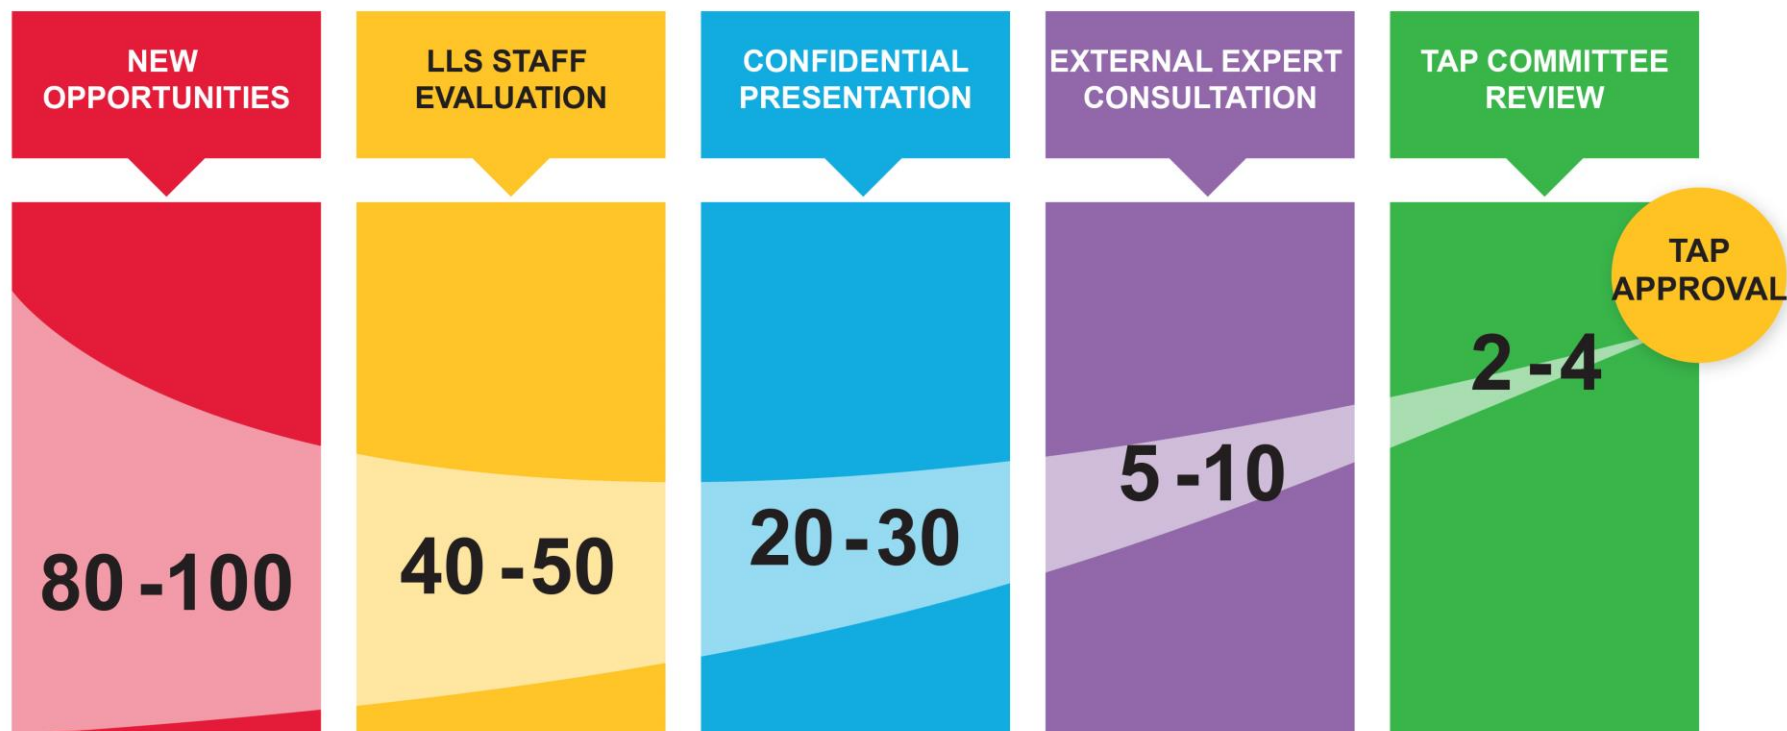 NEW
OPPORTUNITIES
LLS STAFF
EVALUATION
CONFIDENTIAL
PRESENTATION
EXTERNAL EXPERT
CONSULTATION
TAP COMMITTEE
REVIEW
80 -100
40 -50
20 -30
5 -10
2 -4
TAP
APPROVAL